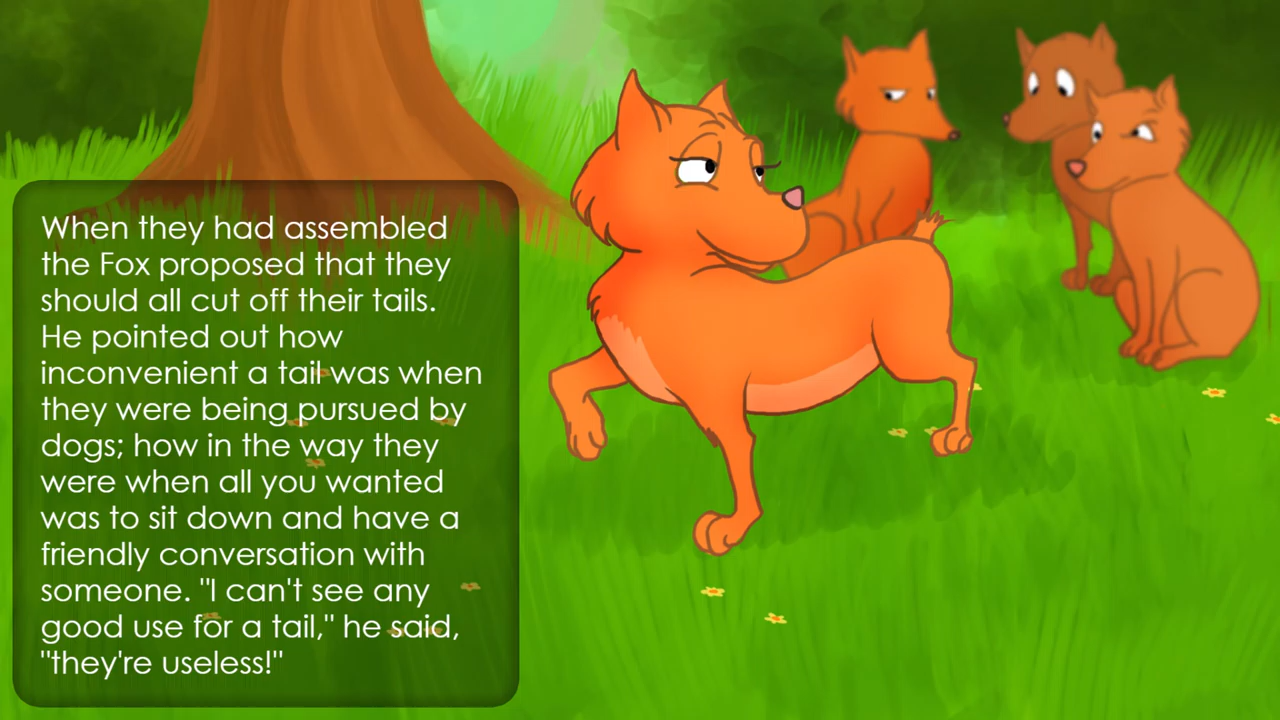 When they had assembled
the Fox proposed that they
should all cut off their tails.
He pointed out how
inconvenient a tail was when
they were being pursued by
dogs; how in the way they
were when all you wanted
was to sit down and have a
friendly conversation with
someone. "I can't see any
good use for a tail," he said,
"they're useless!"